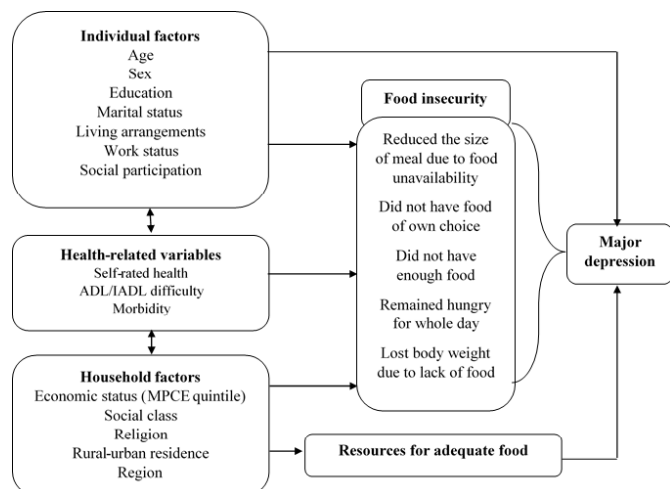 Individual factors
Age
Sex
Education
Marital status
Living arrangements
Work status
Social participation
Health-related variables
Self-rated health
ADL/IADL difficulty
Morbidity
Household factors
Economic status (MPCE quintile)
Social class
Religion
Rural-urban residence
Region
Food insecurity
Reduced the size
of meal due to food
unavailability
Did not have food
of own choice
Did not have
enough food
Remained hungry
for whole day
Lost body weight
due to lack of food
Resources for adequate food
Major
depression